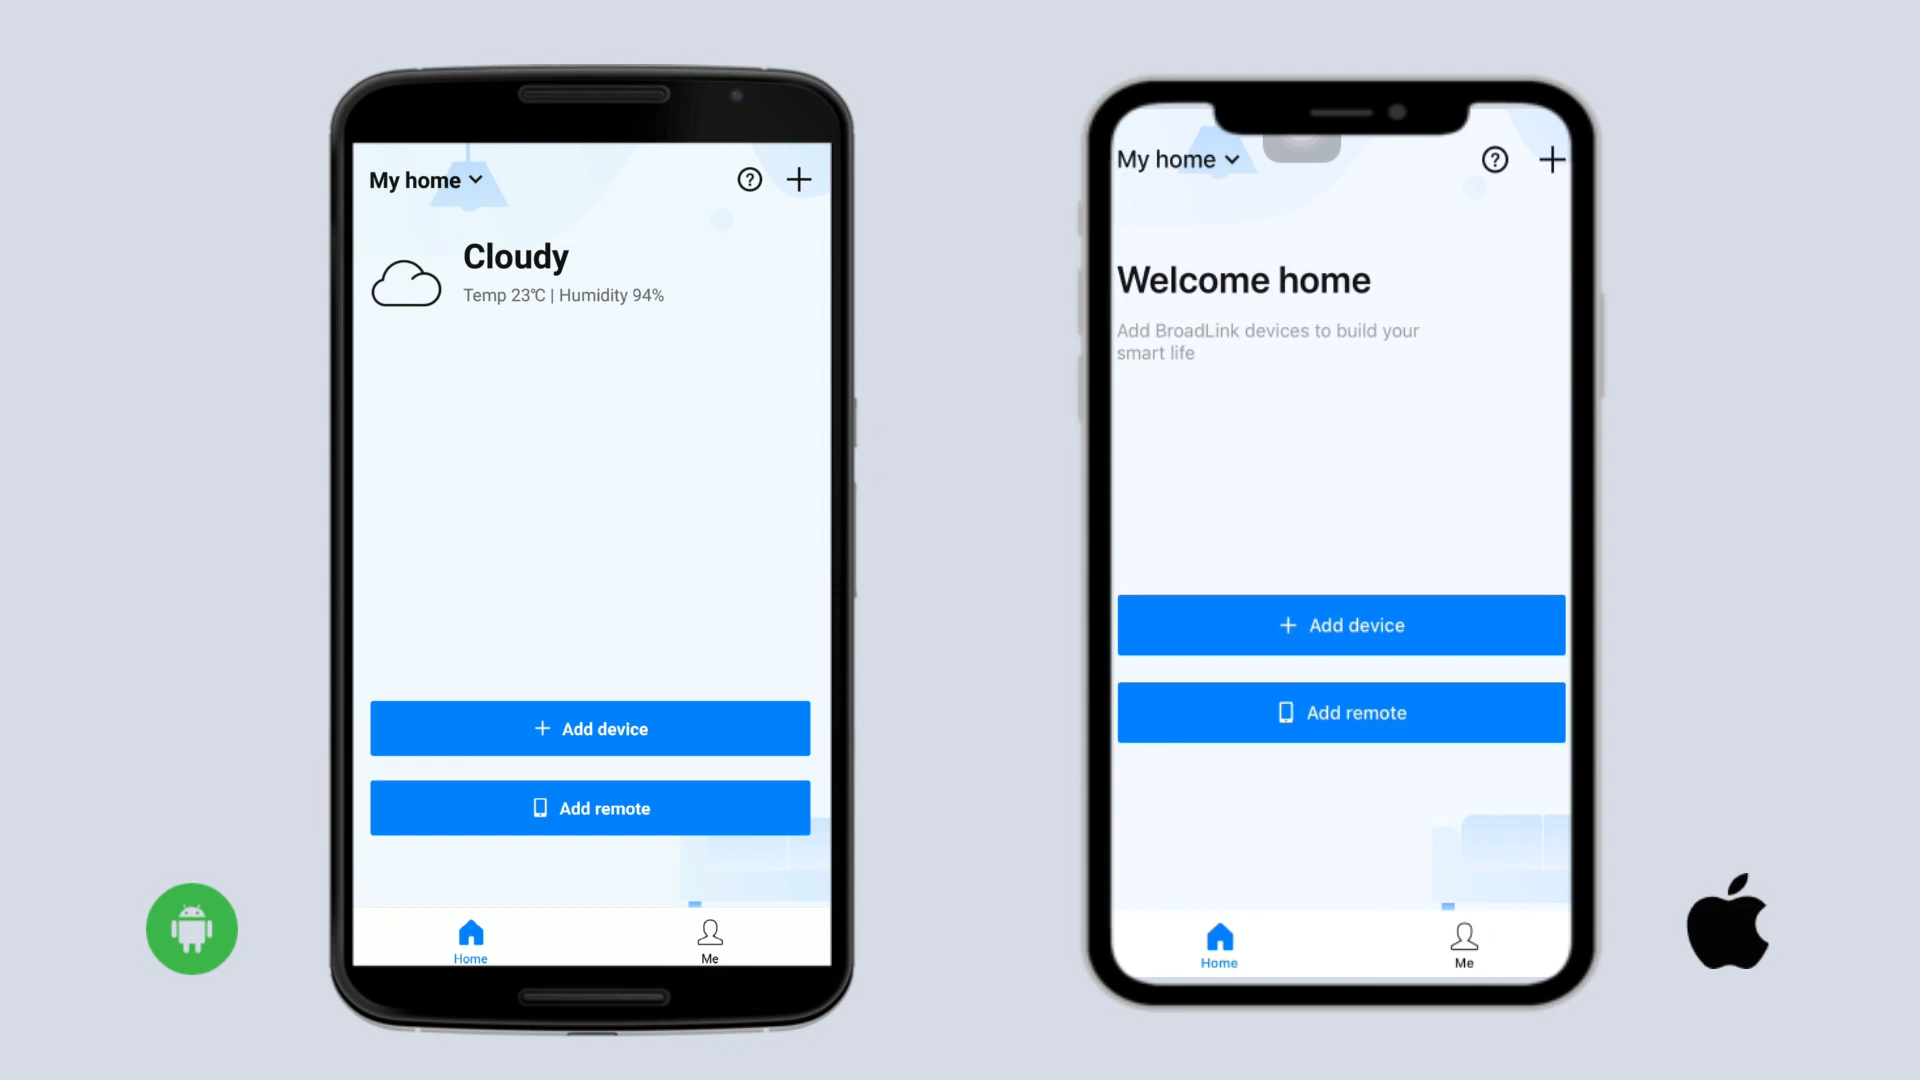 My home
Cloudy
Temp 23℃ | Humidity 94%
Add device
Add remote
Home
Me
My home
Welcome home
Add BroadLink devices to build your
smart life
Add device
Add remote
Home
Me